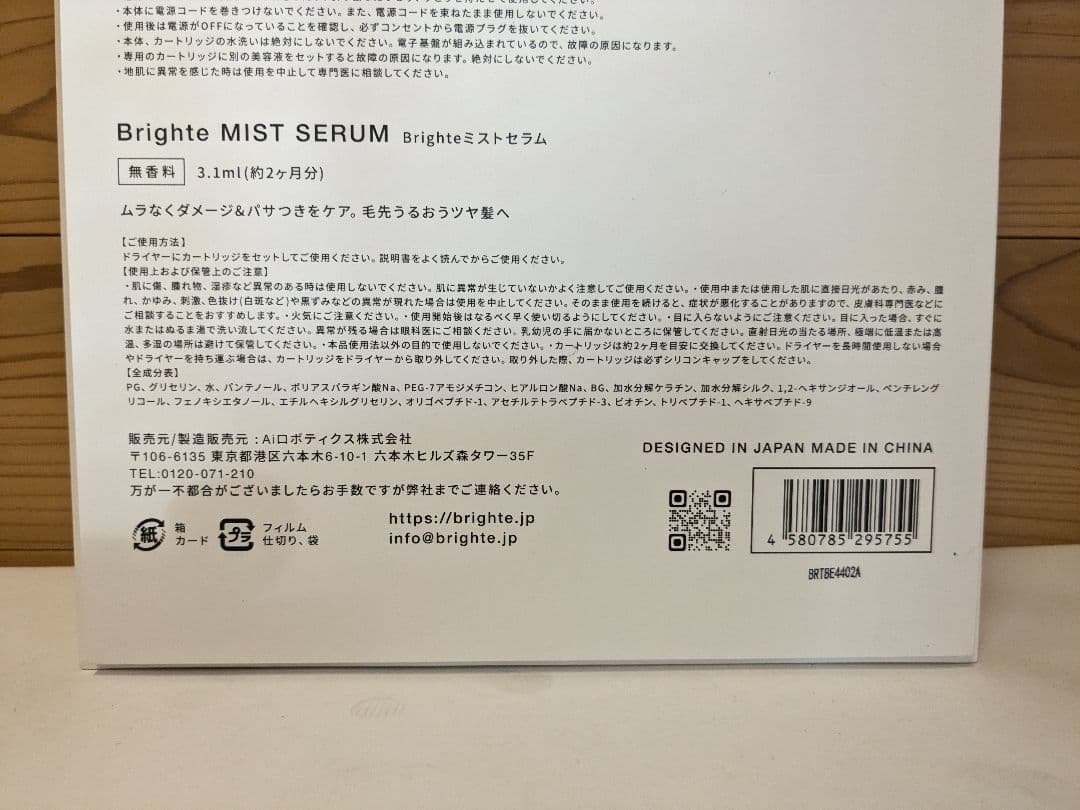 ・本体に電源コードを巻きつけないでください。また、電源コードを束ねたまま使用しないでください。
・使用後は電源がOFFになっていることを確認し、必ずコンセントから電源プラグを抜いてください。
・本体、カートリッジの水洗いは絶対にしないでください。電子基盤が組み込まれているので、故障の原因になります。
・専用のカートリッジに別の美容液をセットすると故障の原因になります。絶対にしないでください。
・地肌に異常を感じた時は使用を中止して専門医に相談してください。
Brighte MIST SERUM Brighteミストセラム
無香料 3.1ml(約2ヶ月分)
ムラなくダメージ&パサつきをケア。毛先うるおうツヤ髪へ
【ご使用方法】
ドライヤーにカートリッジをセットしてご使用ください。説明書をよく読んでからご使用ください。
【使用上および保管上のご注意】
・肌に傷、腫れ物、湿疹など異常のある時は使用しないでください。肌に異常が生じていないかよく注意してご使用ください。・使用中または使用した肌に直接日光があたり、赤み、腫
れ、かゆみ、刺激、色抜け(白斑など)や黒ずみなどの異常が現れた場合は使用を中止してください。そのまま使用を続けると、症状が悪化することがありますので、皮膚科専門医などに
ご相談することをおすすめします。・火気にご注意ください。・使用開始後はなるべく早く使い切るようにしてください。・目に入らないようにご注意ください。目に入った場合、すぐに
水またはぬるま湯で洗い流してください。異常が残る場合は眼科医にご相談ください。乳幼児の手に届かないところに保管してください。直射日光の当たる場所、極端に低温または高
温、多湿の場所は避けて保管してください。・本品使用法以外の目的で使用しないでください。・カートリッジは約2ヶ月を目安に交換してください。ドライヤーを長時間使用しない場合
やドライヤーを持ち運ぶ場合は、カートリッジをドライヤーから取り外してください。取り外した際、カートリッジは必ずシリコンキャップをしてください。
【全成分表】
PG、グリセリン、水、パンテノール、ポリアスパラギン酸Na、PEG-7アモジメチコン、ヒアルロン酸Na、BG、加水分解ケラチン、加水分解シルク、1,2-ヘキサンジオール、ペンチレング
リコール、フェノキシエタノール、エチルヘキシルグリセリン、オリゴペプチド-1、アセチルテトラペプチド-3、ビオチン、トリペプチド-1、ヘキサペプチド-9
販売元/製造販売元 : Aiロボティクス株式会社
〒106-6135 東京都港区六本木6-10-1 六本木ヒルズ森タワー35F
TEL:0120-071-210
万が一不都合がございましたらお手数ですが弊社までご連絡ください。
DESIGNED IN JAPAN MADE IN CHINA
紙 箱 カード プラ フィルム 仕切り、袋
https://brighte.jp
info@brighte.jp
4 580785 295755
BRTBE4402A